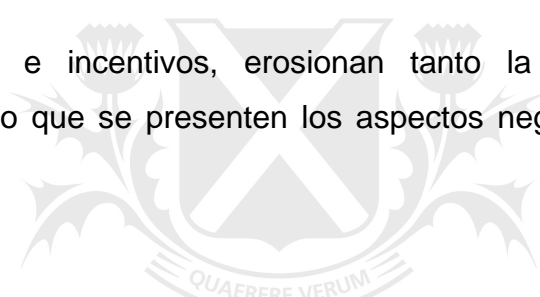 e incentivos, erosionan tanto la
o que se presenten los aspectos neg
QUAERERE VERUM